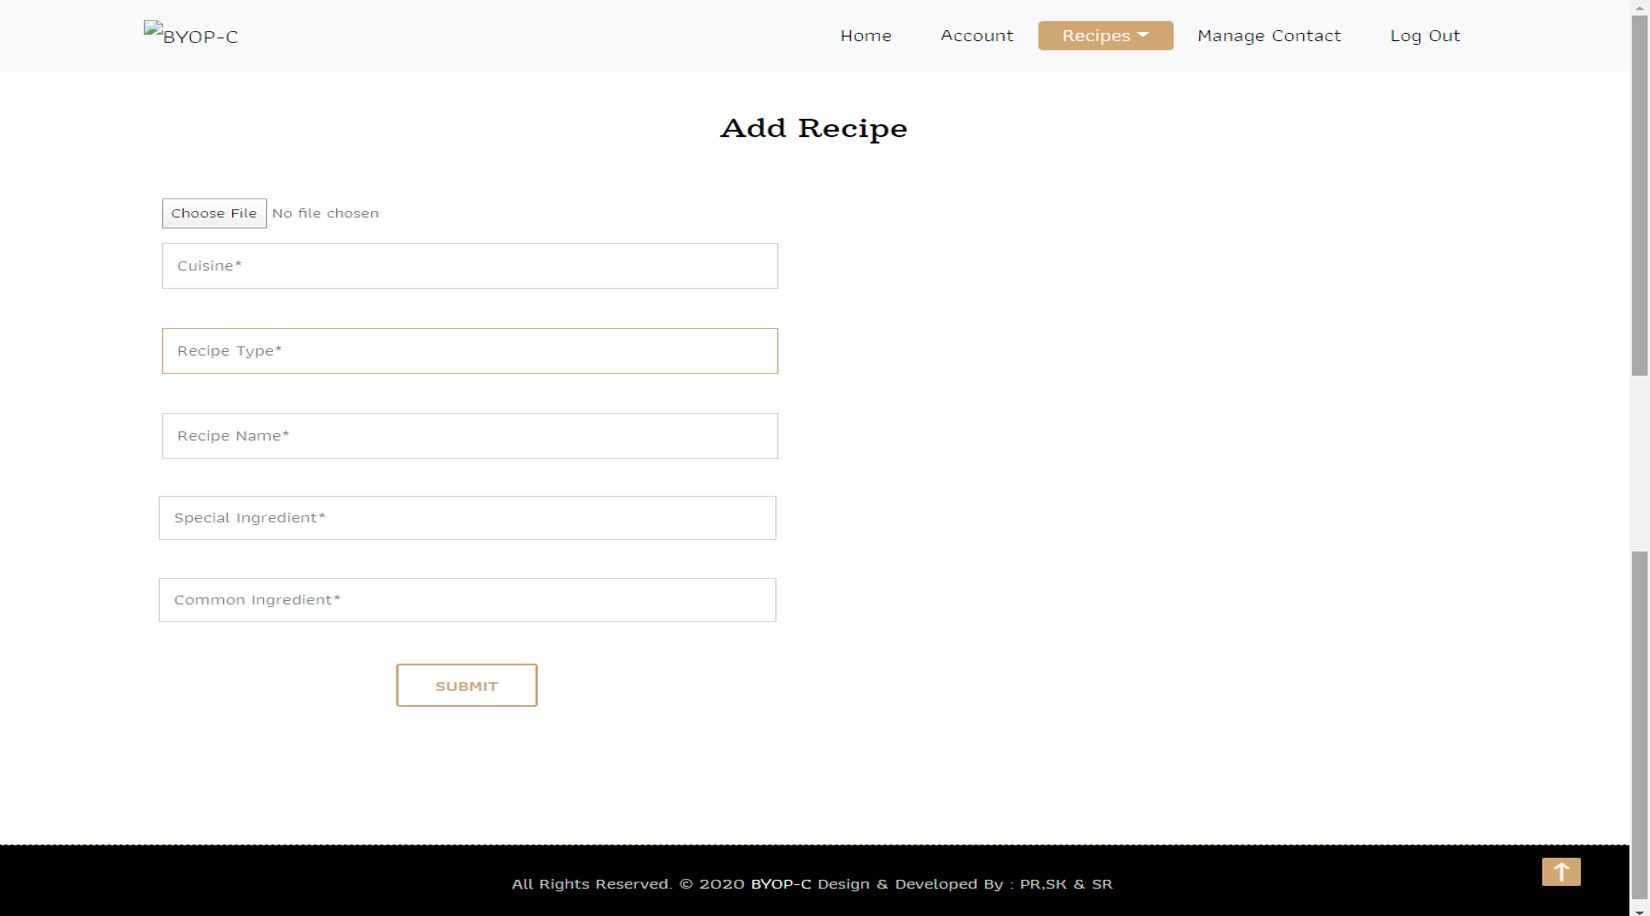 BYOP-C Home Account Recipes Manage Contact Log Out
Add Recipe
Choose File No file chosen
Cuisine*
Recipe Type*
Recipe Name*
Special Ingredient*
Common Ingredient*
SUBMIT
All Rights Reserved. © 2020 BYOP-C Design & Developed By : PR,SK & SR